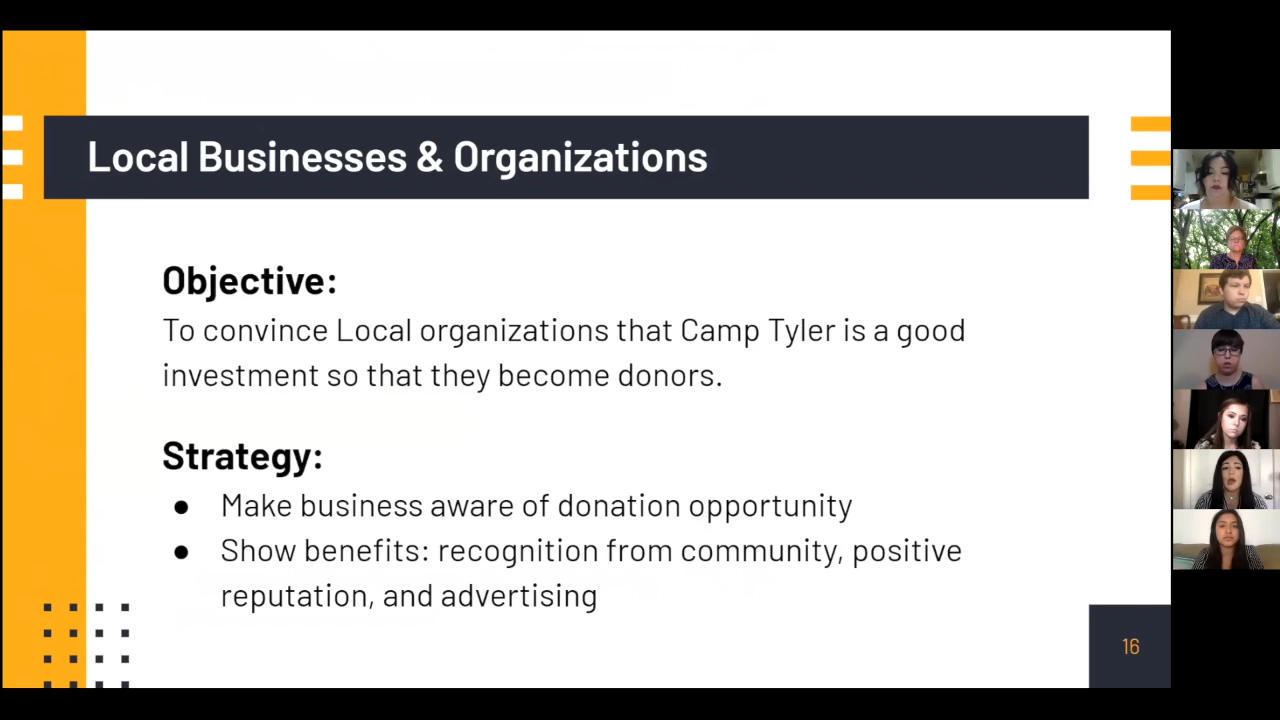 Local Businesses & Organizations
Objective:
To convince Local organizations that Camp Tyler is a good
investment so that they become donors.
Strategy:
● Make business aware of donation opportunity
● Show benefits: recognition from community, positive
reputation, and advertising
16